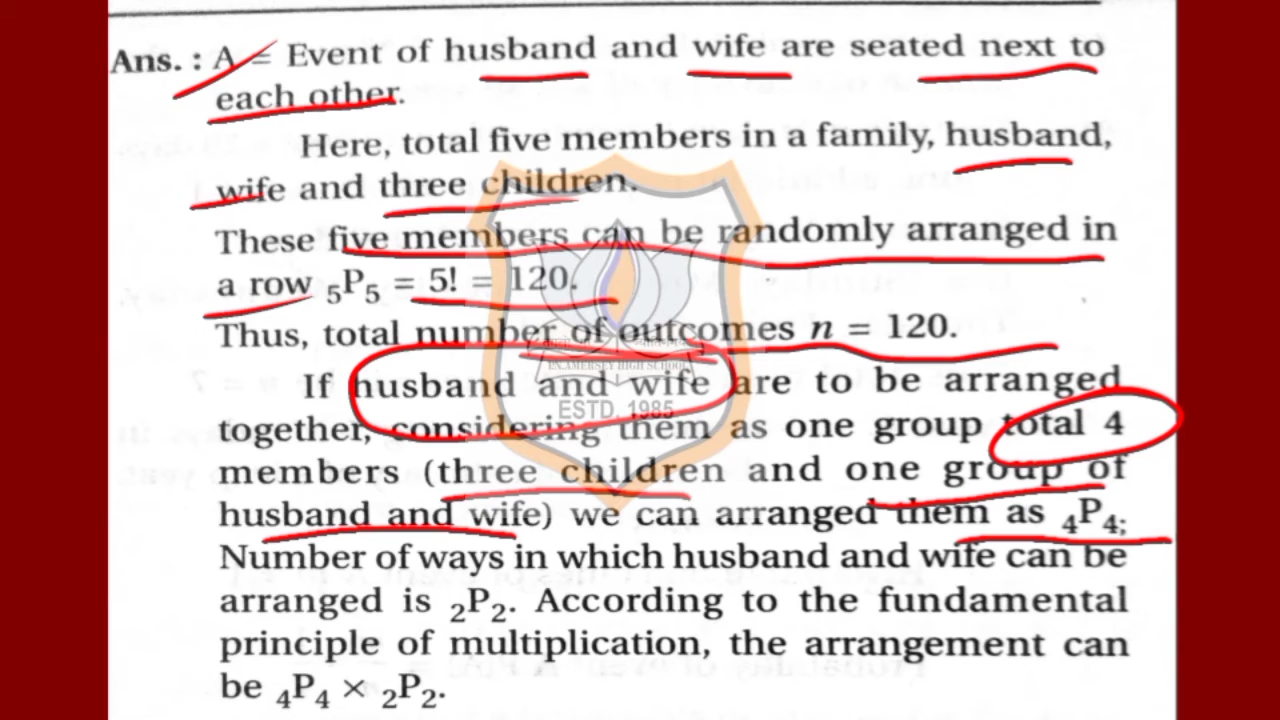 Ans. : A = Event of husband and wife are seated next to
each other.
Here, total five members in a family, husband,
wife and three children.
These five members can be randomly arranged in
a row ₅P₅ = 5! = 120.
Thus, total number of outcomes n = 120.
If husband and wife are to be arranged
together, considering them as one group total 4
members (three children and one group of
husband and wife) we can arranged them as ₄P₄;
Number of ways in which husband and wife can be
arranged is ₂P₂. According to the fundamental
principle of multiplication, the arrangement can
be ₄P₄ × ₂P₂.
ESTD. 1985